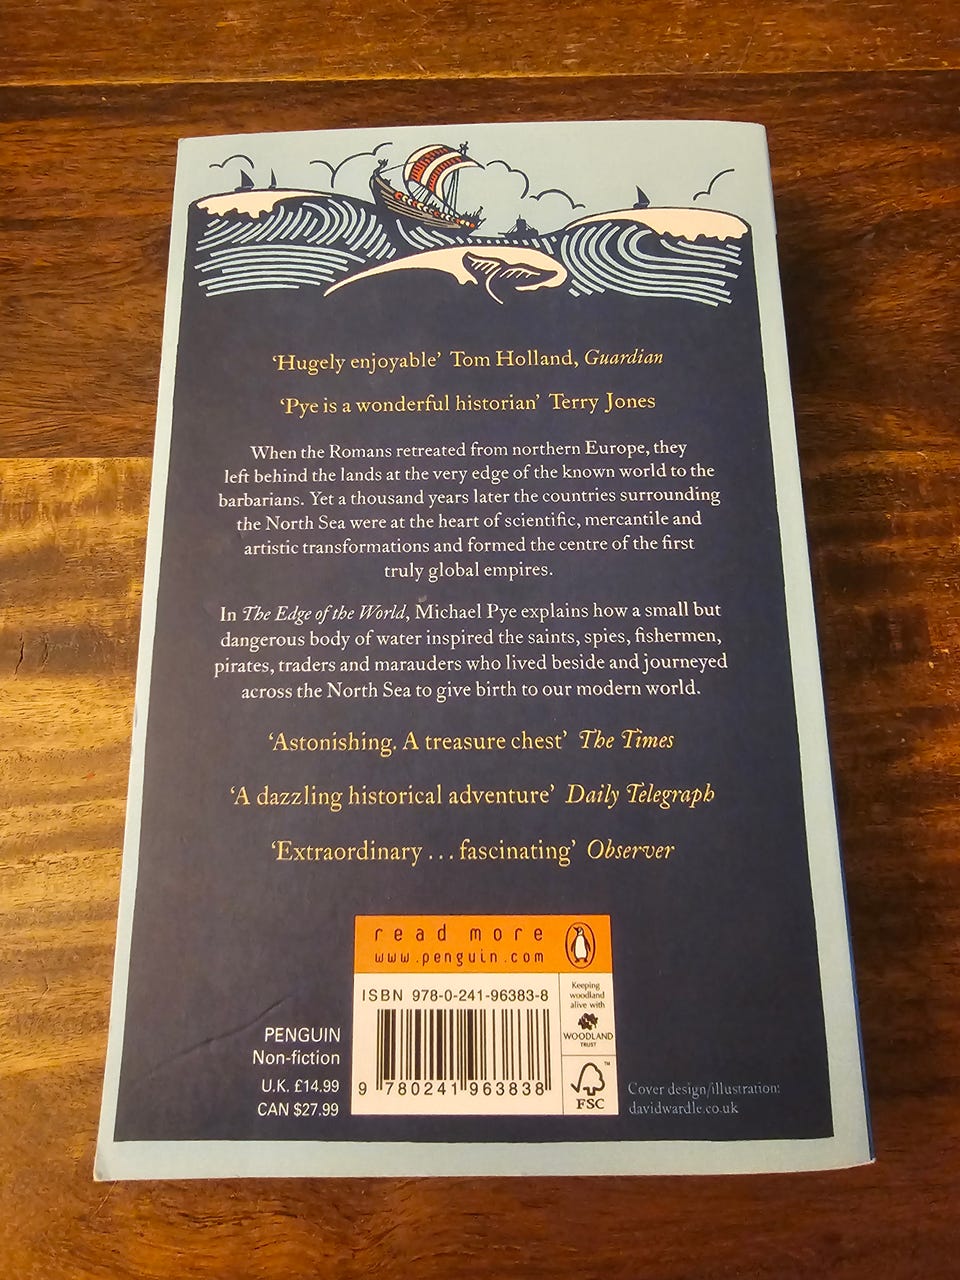 ‘Hugely enjoyable’ Tom Holland, Guardian
‘Pye is a wonderful historian’ Terry Jones
When the Romans retreated from northern Europe, they
left behind the lands at the very edge of the known world to the
barbarians. Yet a thousand years later the countries surrounding
the North Sea were at the heart of scientific, mercantile and
artistic transformations and formed the centre of the first
truly global empires.
In The Edge of the World, Michael Pye explains how a small but
dangerous body of water inspired the saints, spies, fishermen,
pirates, traders and marauders who lived beside and journeyed
across the North Sea to give birth to our modern world.
‘Astonishing. A treasure chest’ The Times
‘A dazzling historical adventure’ Daily Telegraph
‘Extraordinary . . . fascinating’ Observer
read more
www.penguin.com
ISBN 978-0-241-96383-8
9 780241 963838
Keeping
woodland
alive with
WOODLAND
TRUST
FSC™
PENGUIN
Non-fiction
U.K. £14.99
CAN $27.99
Cover design/illustration:
davidwardle.co.uk